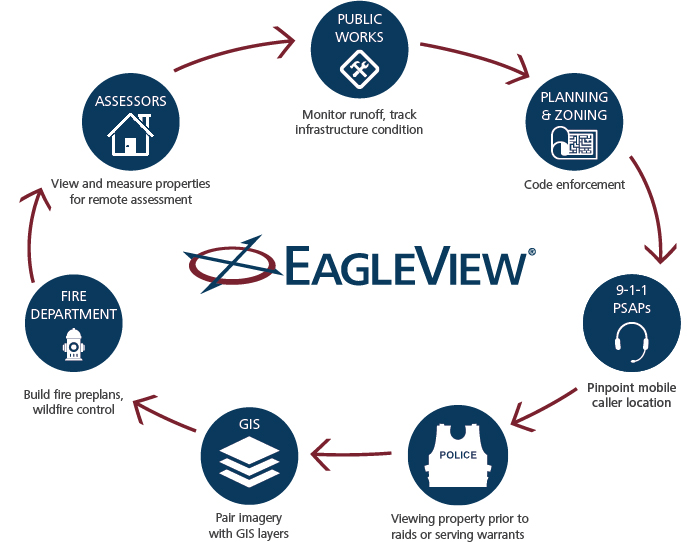 PUBLIC
WORKS
Monitor runoff, track
infrastructure condition
PLANNING
& ZONING
Code enforcement
9-1-1
PSAPs
Pinpoint mobile
caller location
POLICE
Viewing property prior to
raids or serving warrants
GIS
Pair imagery
with GIS layers
FIRE
DEPARTMENT
Build fire preplans,
wildfire control
ASSESSORS
View and measure properties
for remote assessment
EAGLEVIEW®